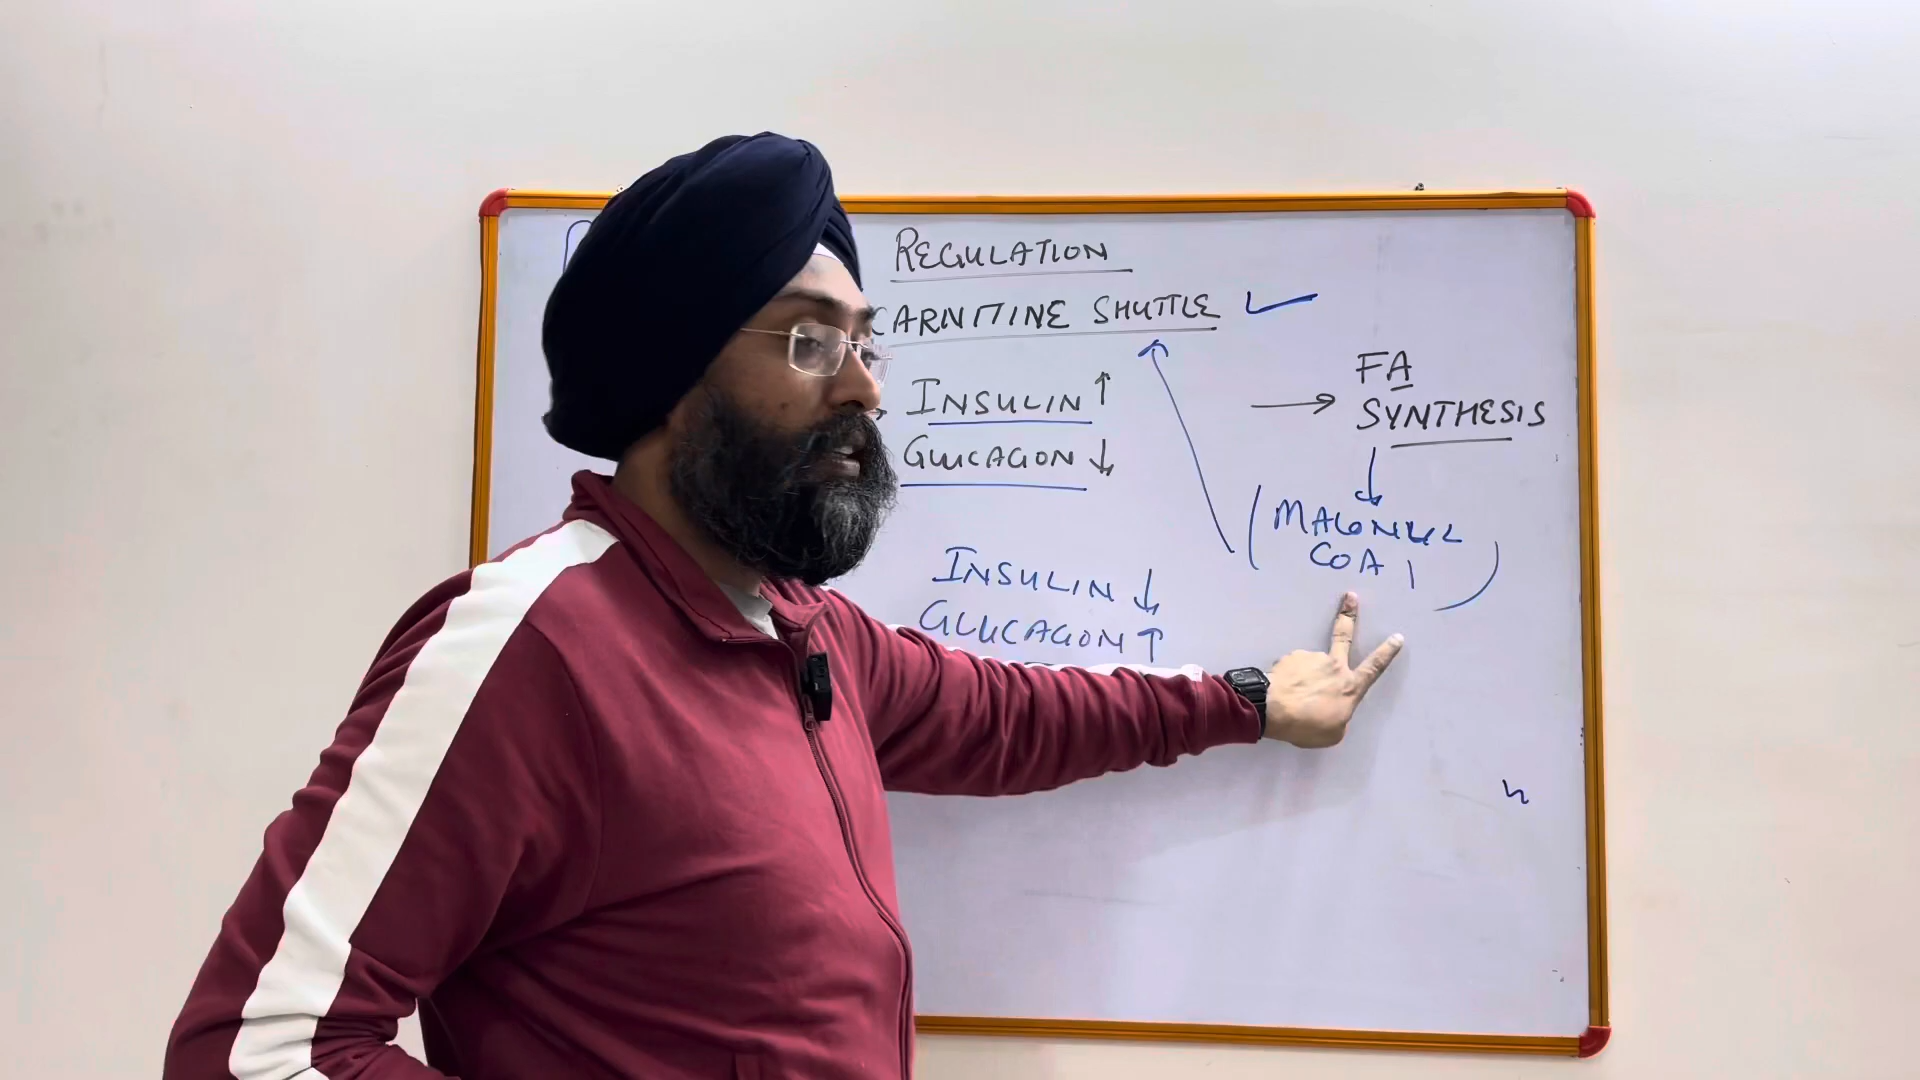 REGULATION
CARNITINE SHUTTLE
INSULIN ↑
GLUCAGON ↓
→ FA
SYNTHESIS
↓
(MALONYL
COA)
INSULIN ↓
GLUCAGON ↑